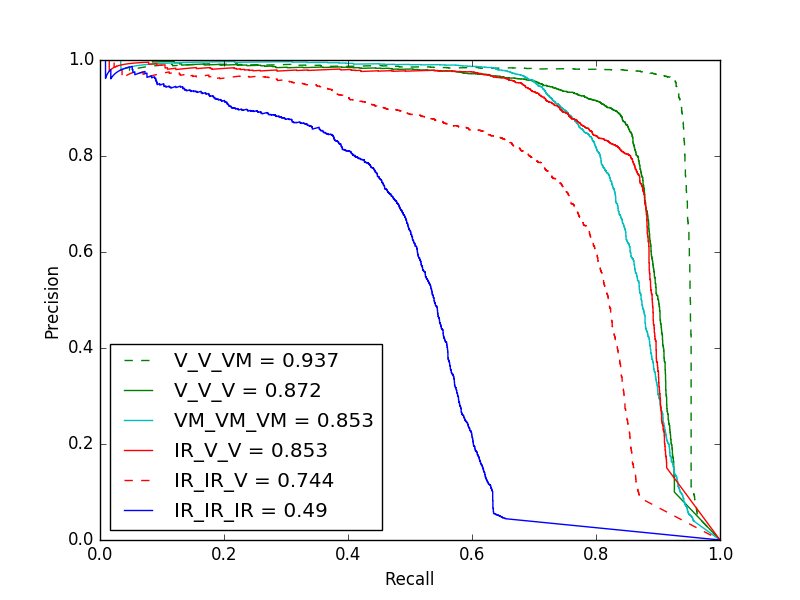 1.0
0.8
0.6
0.4
0.2
0.0
Precision
V_V_VM = 0.937
V_V_V = 0.872
VM_VM_VM = 0.853
IR_V_V = 0.853
IR_IR_V = 0.744
IR_IR_IR = 0.49
0.0 0.2 0.4 0.6 0.8 1.0
Recall